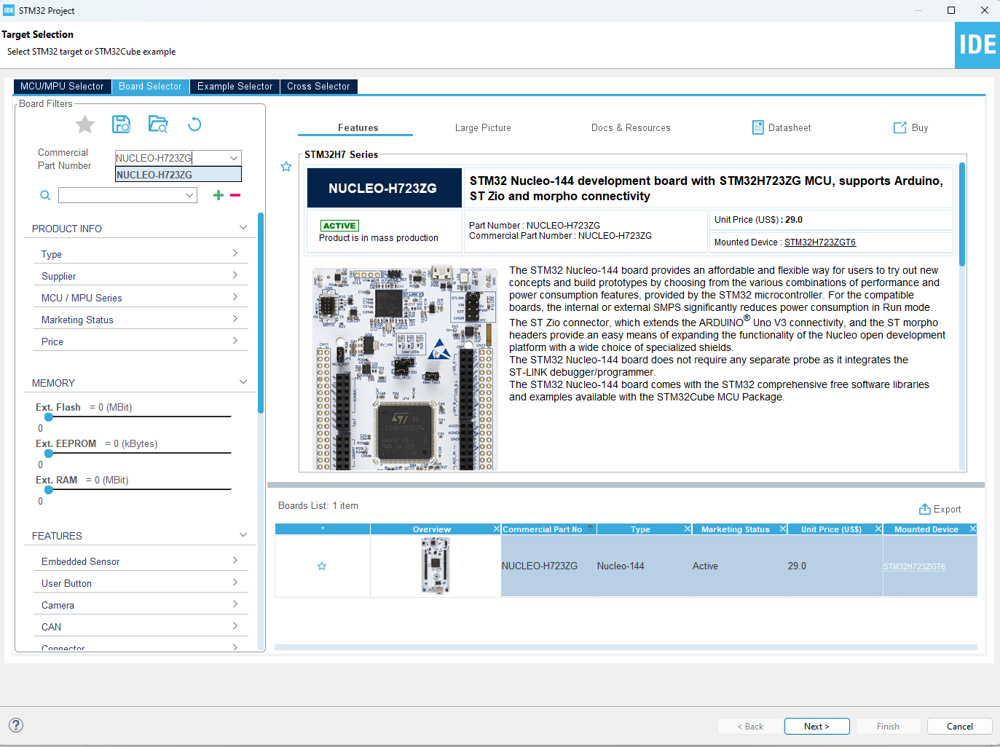 IDE STM32 Project
Target Selection
Select STM32 target or STM32Cube example
IDE
MCU/MPU Selector
Board Selector
Example Selector
Cross Selector
Board Filters
Commercial
Part Number
NUCLEO-H723ZG
NUCLEO-H723ZG
PRODUCT INFO
Type
Supplier
MCU / MPU Series
Marketing Status
Price
MEMORY
Ext. Flash = 0 (MBit)
0
Ext. EEPROM = 0 (kBytes)
0
Ext. RAM = 0 (MBit)
0
FEATURES
Embedded Sensor
User Button
Camera
CAN
Connector
Features
Large Picture
Docs & Resources
Datasheet
Buy
STM32H7 Series
NUCLEO-H723ZG
STM32 Nucleo-144 development board with STM32H723ZG MCU, supports Arduino,
ST Zio and morpho connectivity
ACTIVE
Product is in mass production
Part Number : NUCLEO-H723ZG
Commercial Part Number : NUCLEO-H723ZG
Unit Price (US$) : 29.0
Mounted Device : STM32H723ZGT6
The STM32 Nucleo-144 board provides an affordable and flexible way for users to try out new
concepts and build prototypes by choosing from the various combinations of performance and
power consumption features, provided by the STM32 microcontroller. For the compatible
boards, the internal or external SMPS significantly reduces power consumption in Run mode.
The ST Zio connector, which extends the ARDUINO® Uno V3 connectivity, and the ST morpho
headers provide an easy means of expanding the functionality of the Nucleo open development
platform with a wide choice of specialized shields.
The STM32 Nucleo-144 board does not require any separate probe as it integrates the
ST-LINK debugger/programmer.
The STM32 Nucleo-144 board comes with the STM32 comprehensive free software libraries
and examples available with the STM32Cube MCU Package.
Boards List: 1 item
Export
* Overview Commercial Part No Type Marketing Status Unit Price (US$) Mounted Device
NUCLEO-H723ZG Nucleo-144 Active 29.0 STM32H723ZGT6
< Back
Next >
Finish
Cancel